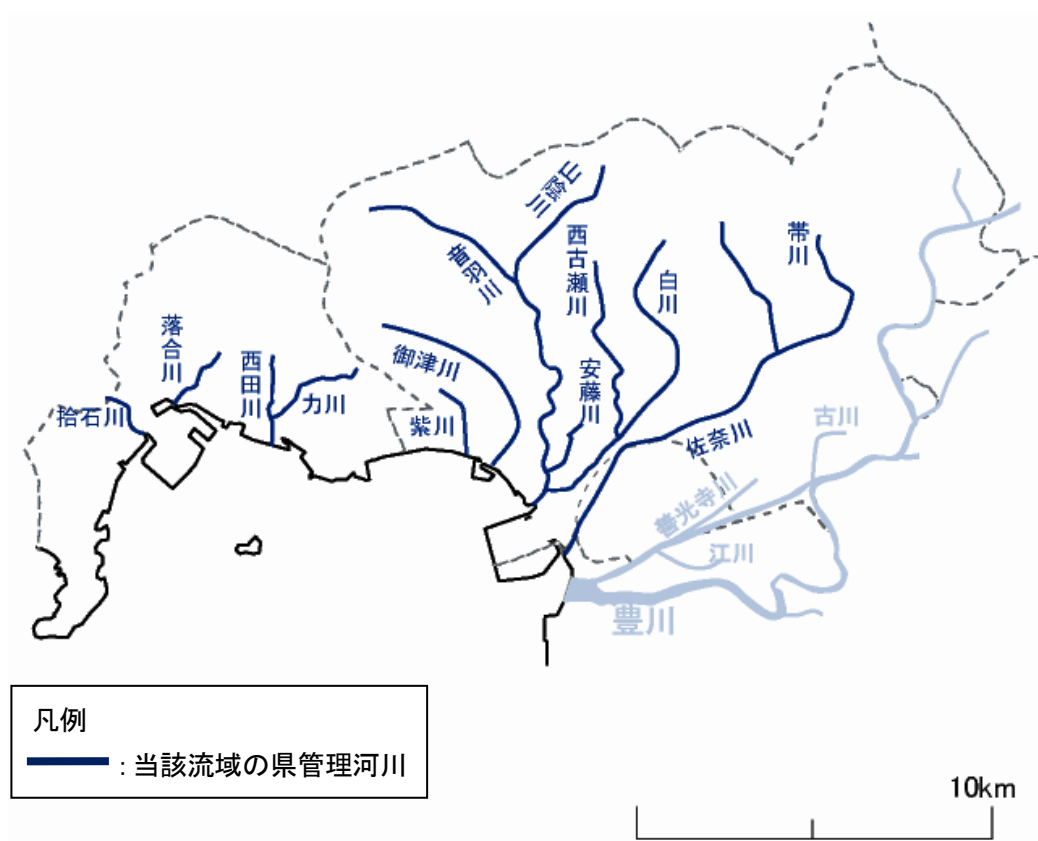 山陰川
音羽川
西古瀬川
帯川
白川
落合川
西田川
力川
御津川
安藤川
拾石川
紫川
佐奈川
古川
善光寺川
江川
豊川
凡例
：当該流域の県管理河川
10km